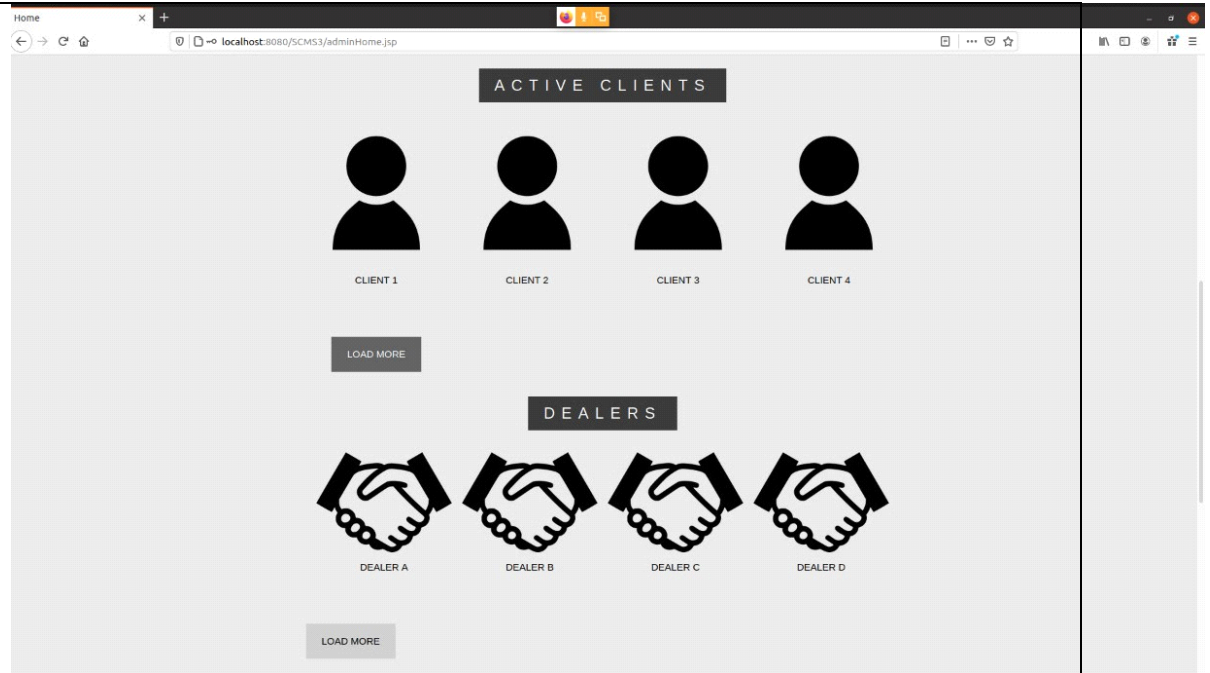 Home
localhost:8080/SCMS3/adminHome.jsp
ACTIVE CLIENTS
CLIENT 1 CLIENT 2 CLIENT 3 CLIENT 4
LOAD MORE
DEALERS
DEALER A DEALER B DEALER C DEALER D
LOAD MORE